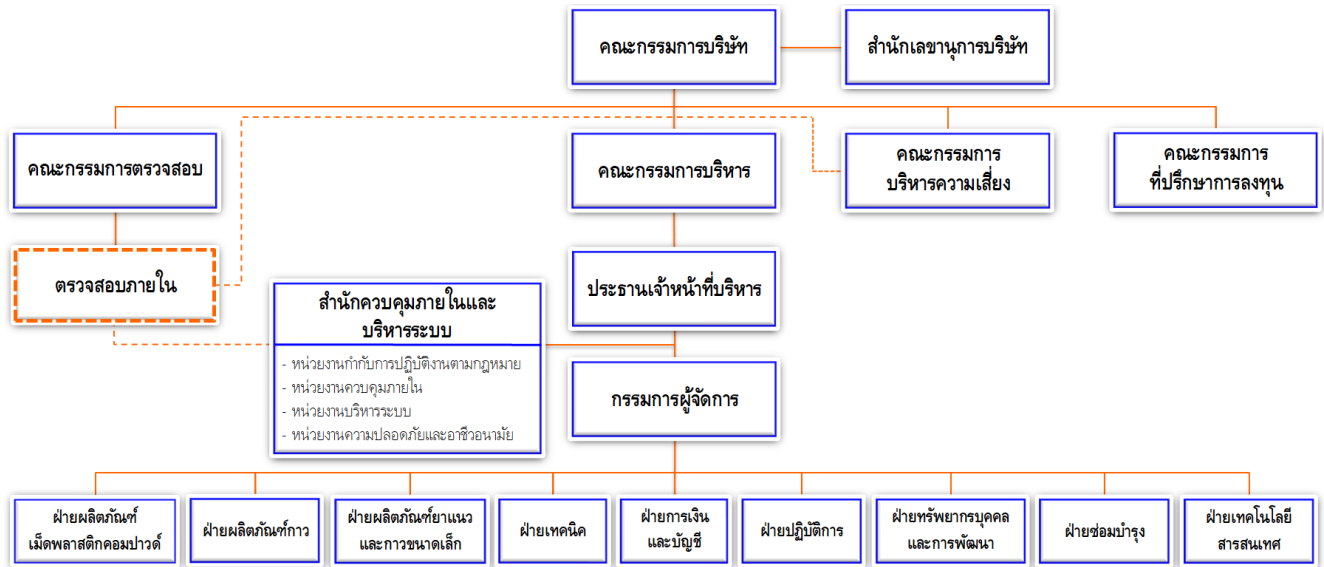 คณะกรรมการบริษัท
สำนักเลขานุการบริษัท
คณะกรรมการตรวจสอบ
คณะกรรมการบริหาร
คณะกรรมการ
บริหารความเสี่ยง
คณะกรรมการ
ที่ปรึกษาการลงทุน
ตรวจสอบภายใน
ประธานเจ้าหน้าที่บริหาร
สำนักควบคุมภายในและ
บริหารระบบ
- หน่วยงานกำกับการปฏิบัติงานตามกฎหมาย
- หน่วยงานควบคุมภายใน
- หน่วยงานบริหารระบบ
- หน่วยงานความปลอดภัยและอาชีวอนามัย
กรรมการผู้จัดการ
ฝ่ายผลิตภัณฑ์
เม็ดพลาสติกคอมปาวด์
ฝ่ายผลิตภัณฑ์กาว
ฝ่ายผลิตภัณฑ์ยาแนว
และกาวขนาดเล็ก
ฝ่ายเทคนิค
ฝ่ายการเงิน
และบัญชี
ฝ่ายปฏิบัติการ
ฝ่ายทรัพยากรบุคคล
และการพัฒนา
ฝ่ายซ่อมบำรุง
ฝ่ายเทคโนโลยี
สารสนเทศ